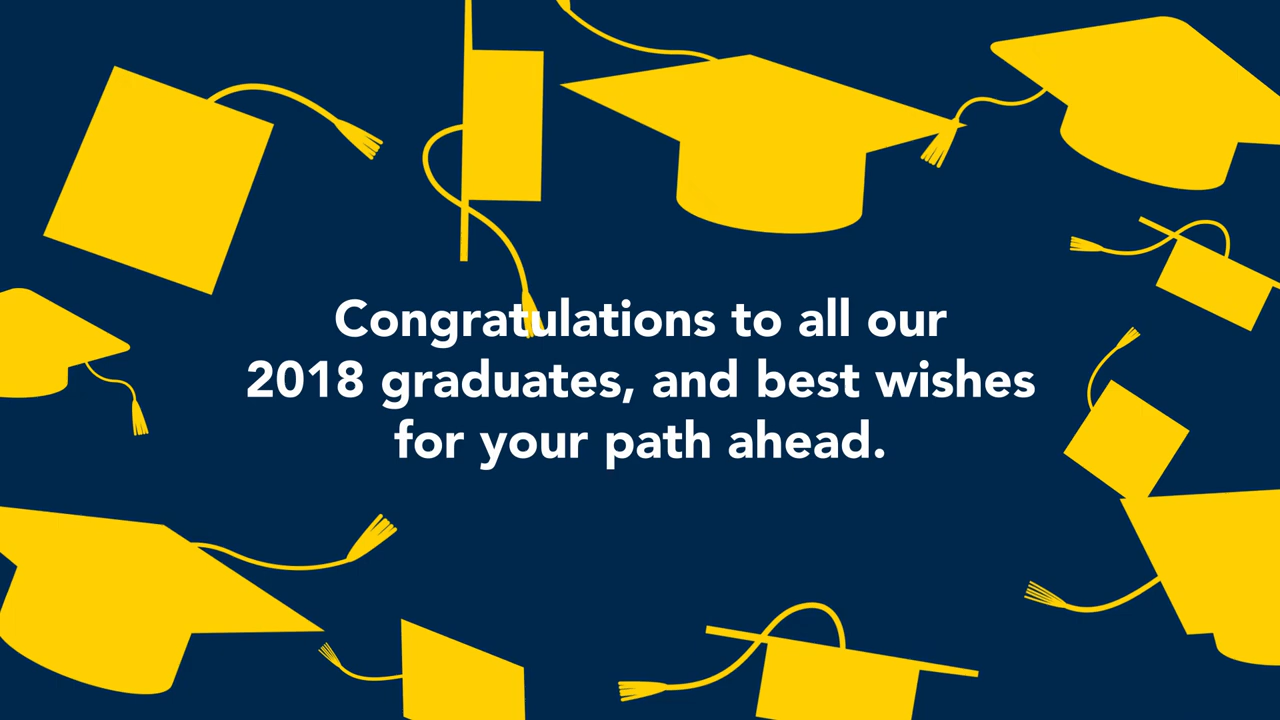 Congratulations to all our
2018 graduates, and best wishes
for your path ahead.